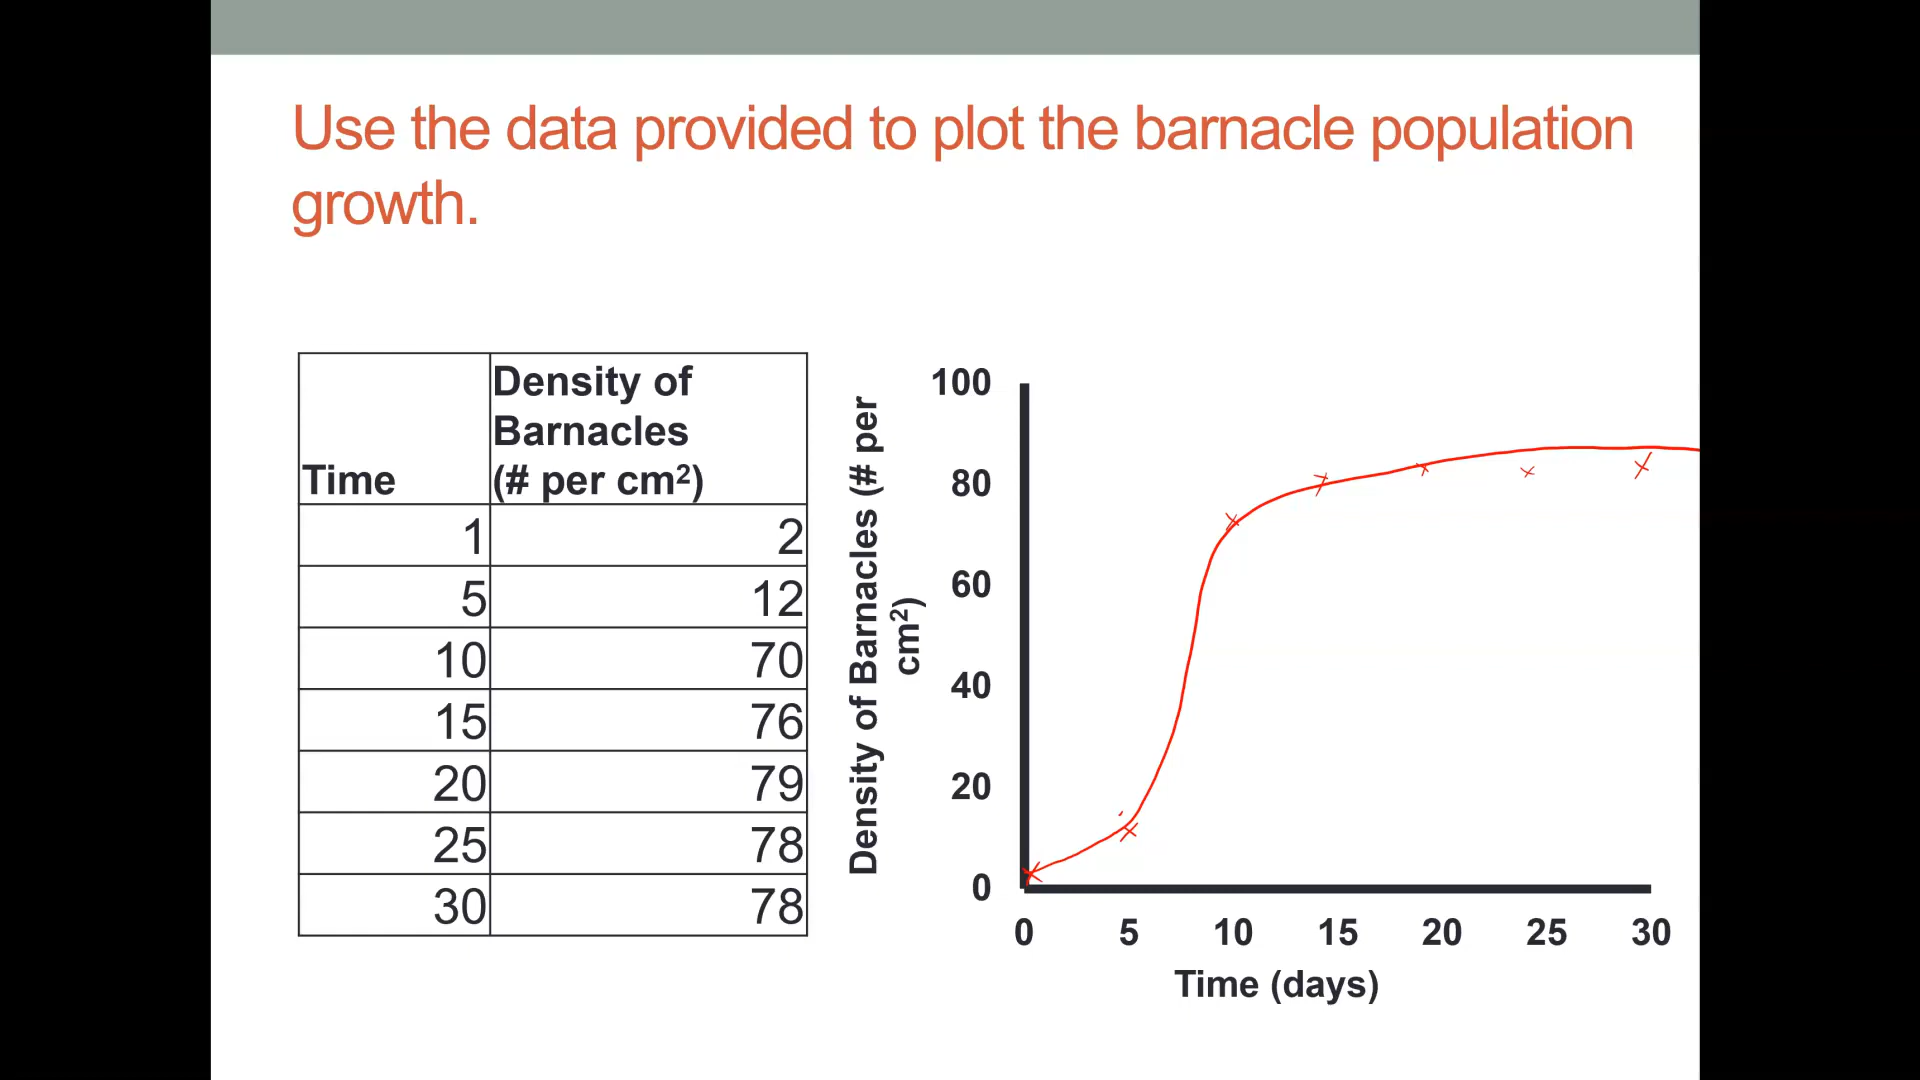 Use the data provided to plot the barnacle population
growth.
Density of
Barnacles
Time (# per cm²)
1 2
5 12
10 70
15 76
20 79
25 78
30 78
Density of Barnacles (# per
cm²)
100
80
60
40
20
0
0 5 10 15 20 25 30
Time (days)